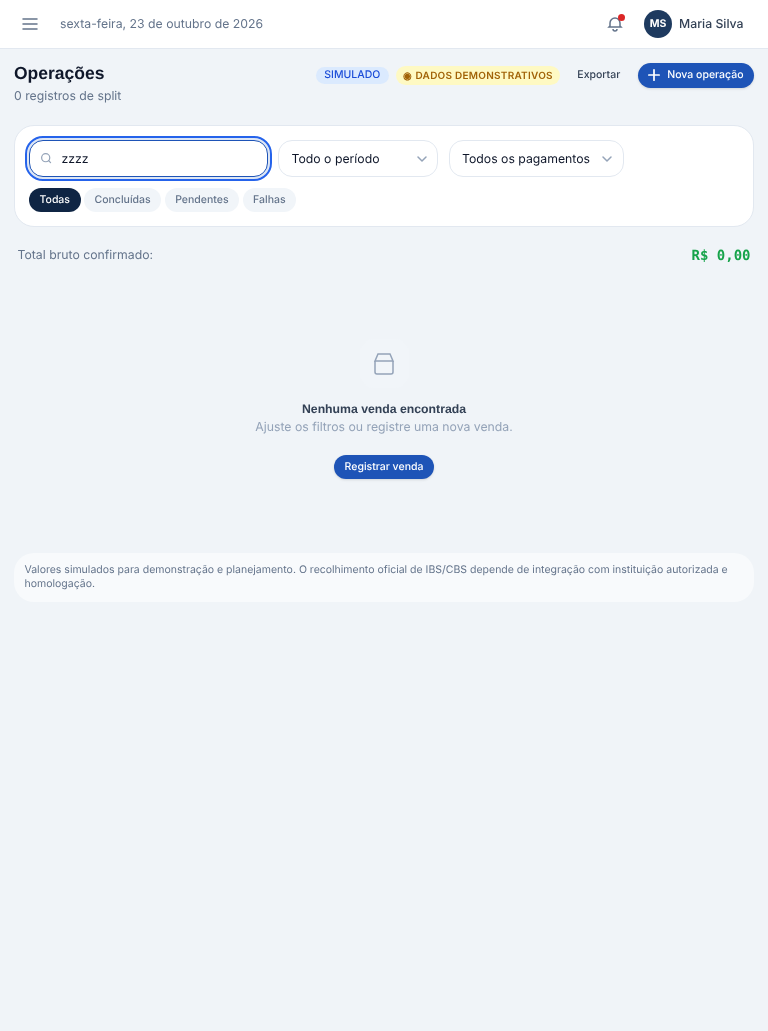 sexta-feira, 23 de outubro de 2026
MS Maria Silva
Operações
0 registros de split
SIMULADO
◉ DADOS DEMONSTRATIVOS
Exportar
Nova operação
zzzz
Todo o período
Todos os pagamentos
Todas
Concluídas
Pendentes
Falhas
Total bruto confirmado:
R$ 0,00
Nenhuma venda encontrada
Ajuste os filtros ou registre uma nova venda.
Registrar venda
Valores simulados para demonstração e planejamento. O recolhimento oficial de IBS/CBS depende de integração com instituição autorizada e
homologação.